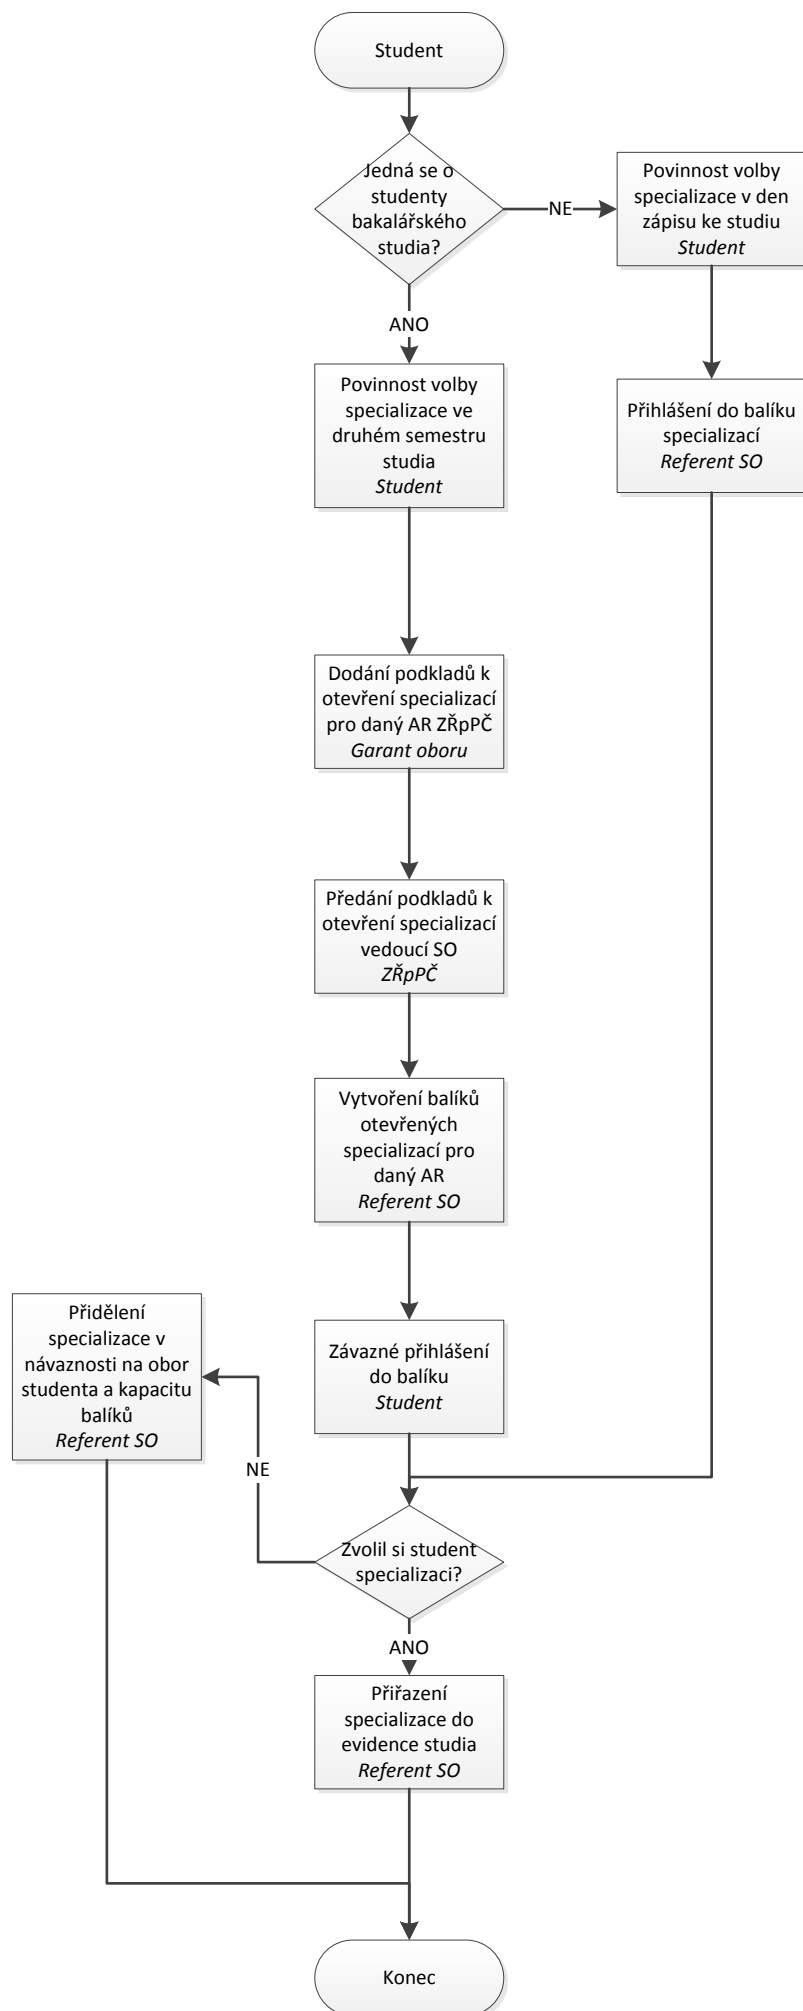 Student
Jedná se o
studenty
bakalářského
studia?
NE
Povinnost volby
specializace v den
zápisu ke studiu
Student
ANO
Povinnost volby
specializace ve
druhém semestru
studia
Student
Přihlášení do balíku
specializací
Referent SO
Dodání podkladů k
otevření specializací
pro daný AR ZŘpPČ
Garant oboru
Předání podkladů k
otevření specializací
vedoucí SO
ZŘpPČ
Vytvoření balíků
otevřených
specializací pro
daný AR
Referent SO
Přidělení
specializace v
návaznosti na obor
studenta a kapacitu
balíků
Referent SO
Závazné přihlášení
do balíku
Student
NE
Zvolil si student
specializaci?
ANO
Přiřazení
specializace do
evidence studia
Referent SO
Konec